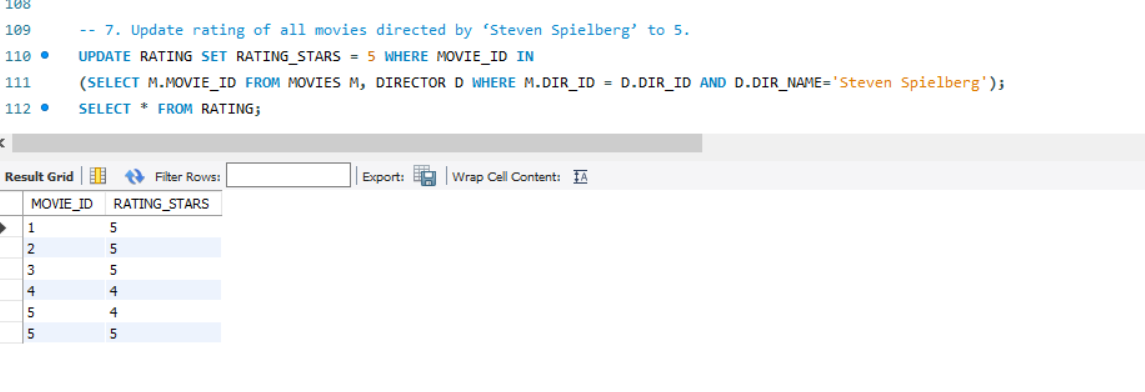 108
109 -- 7. Update rating of all movies directed by ‘Steven Spielberg’ to 5.
110 UPDATE RATING SET RATING_STARS = 5 WHERE MOVIE_ID IN
111 (SELECT M.MOVIE_ID FROM MOVIES M, DIRECTOR D WHERE M.DIR_ID = D.DIR_ID AND D.DIR_NAME='Steven Spielberg');
112 SELECT * FROM RATING;
Result Grid Filter Rows: Export: Wrap Cell Content: IA
MOVIE_ID RATING_STARS
1 5
2 5
3 5
4 4
5 4
5 5